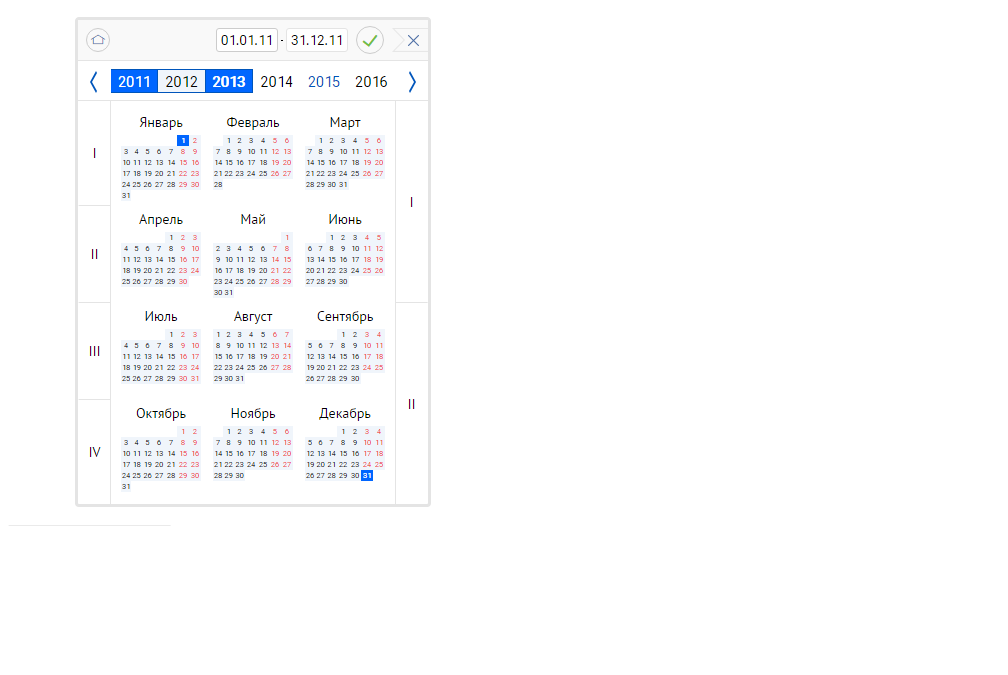 01.01.11 - 31.12.11
2011 2012 2013 2014 2015 2016
Январь Февраль Март
1 2 1 2 3 4 5 6 1 2 3 4 5 6
3 4 5 6 7 8 9 7 8 9 10 11 12 13 7 8 9 10 11 12 13
I
10 11 12 13 14 15 16 14 15 16 17 18 19 20 14 15 16 17 18 19 20
17 18 19 20 21 22 23 21 22 23 24 25 26 27 21 22 23 24 25 26 27
24 25 26 27 28 29 30 28 28 29 30 31
31
I
Апрель Май Июнь
1 2 3 1 1 2 3 4 5
4 5 6 7 8 9 10 2 3 4 5 6 7 8 6 7 8 9 10 11 12
II
11 12 13 14 15 16 17 9 10 11 12 13 14 15 13 14 15 16 17 18 19
18 19 20 21 22 23 24 16 17 18 19 20 21 22 20 21 22 23 24 25 26
25 26 27 28 29 30 23 24 25 26 27 28 29 27 28 29 30
30 31
Июль Август Сентябрь
1 2 3 1 2 3 4 5 6 7 1 2 3 4
4 5 6 7 8 9 10 8 9 10 11 12 13 14 5 6 7 8 9 10 11
III
11 12 13 14 15 16 17 15 16 17 18 19 20 21 12 13 14 15 16 17 18
18 19 20 21 22 23 24 22 23 24 25 26 27 28 19 20 21 22 23 24 25
25 26 27 28 29 30 31 29 30 31 26 27 28 29 30
II
Октябрь Ноябрь Декабрь
1 2 1 2 3 4 5 6 1 2 3 4
3 4 5 6 7 8 9 7 8 9 10 11 12 13 5 6 7 8 9 10 11
IV
10 11 12 13 14 15 16 14 15 16 17 18 19 20 12 13 14 15 16 17 18
17 18 19 20 21 22 23 21 22 23 24 25 26 27 19 20 21 22 23 24 25
24 25 26 27 28 29 30 28 29 30 26 27 28 29 30 31
31